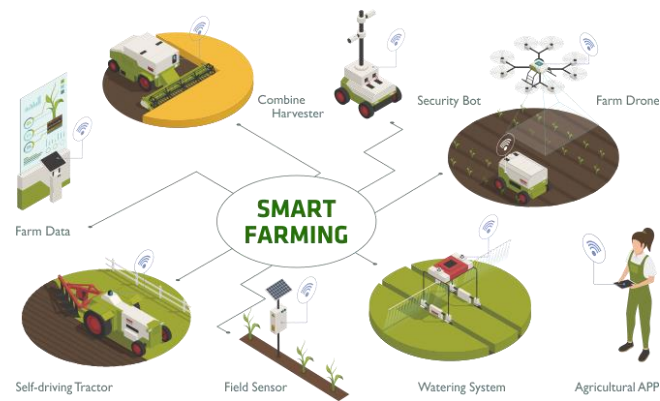 Combine
Harvester
Security Bot
Farm Drone
SMART
FARMING
Farm Data
Self-driving Tractor
Field Sensor
Watering System
Agricultural APP